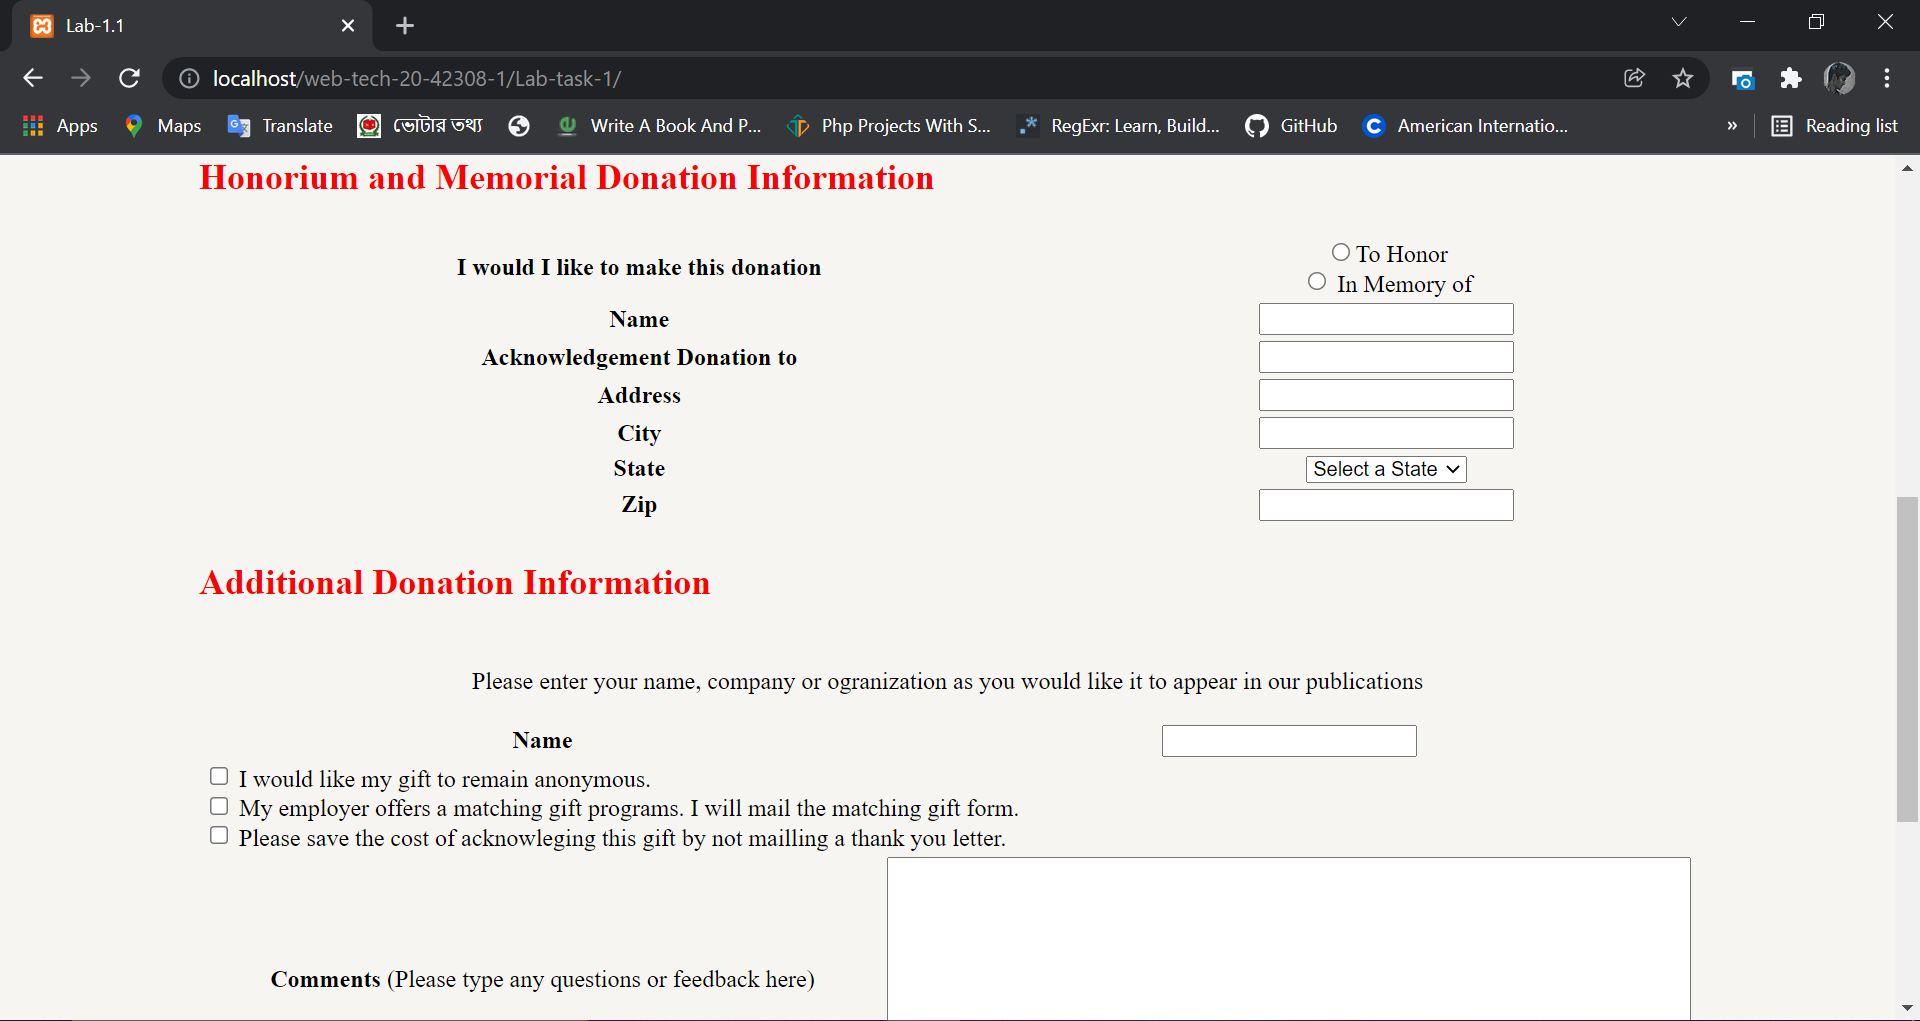 Lab-1.1
localhost/web-tech-20-42308-1/Lab-task-1/
Apps Maps Translate ভোটার তথ্য Write A Book And P... Php Projects With S... RegExr: Learn, Build... GitHub American Internatio... » Reading list
Honorium and Memorial Donation Information
I would I like to make this donation
To Honor
In Memory of
Name
Acknowledgement Donation to
Address
City
State Select a State
Zip
Additional Donation Information
Please enter your name, company or ogranization as you would like it to appear in our publications
Name
I would like my gift to remain anonymous.
My employer offers a matching gift programs. I will mail the matching gift form.
Please save the cost of acknowleging this gift by not mailling a thank you letter.
Comments (Please type any questions or feedback here)